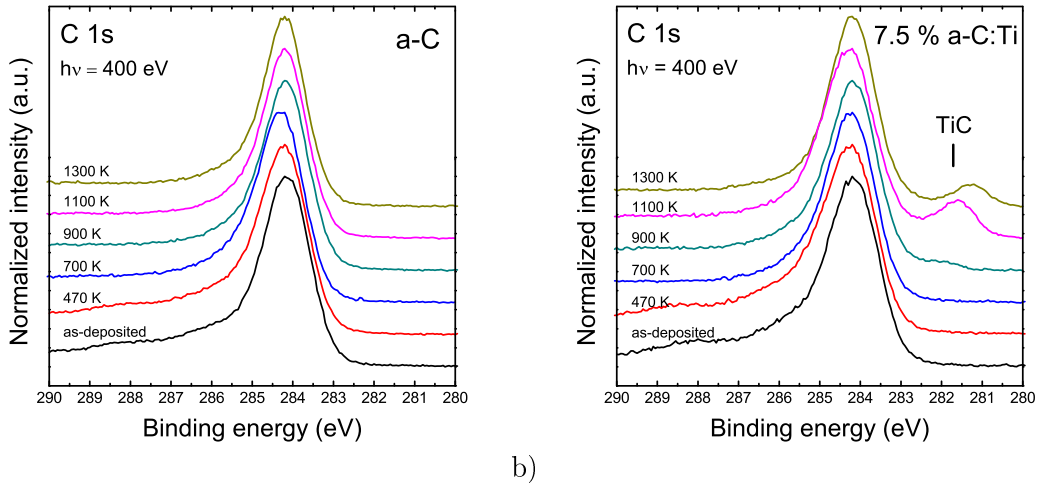 C 1s
a-C
hν = 400 eV
1300 K
1100 K
900 K
700 K
470 K
as-deposited
Normalized intensity (a.u.)
290 289 288 287 286 285 284 283 282 281 280
Binding energy (eV)
C 1s
7.5 % a-C:Ti
hν = 400 eV
TiC
1300 K
1100 K
900 K
700 K
470 K
as-deposited
Normalized intensity (a.u.)
290 289 288 287 286 285 284 283 282 281 280
Binding energy (eV)
b)